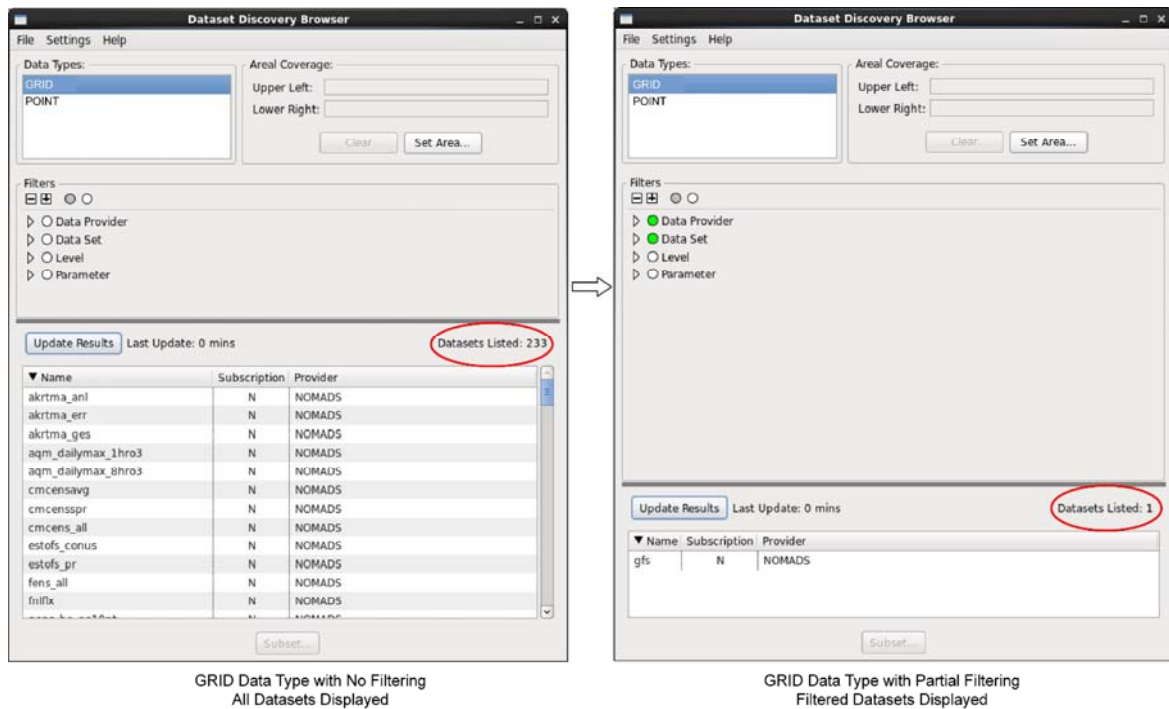 Dataset Discovery Browser
File Settings Help
Data Types:
GRID
POINT
Areal Coverage:
Upper Left:
Lower Right:
Clear
Set Area...
Filters
Data Provider
Data Set
Level
Parameter
Update Results
Last Update: 0 mins
Datasets Listed: 233
Name Subscription Provider
akrtma_anl N NOMADS
akrtma_err N NOMADS
akrtma_ges N NOMADS
aqm_dailymax_1hro3 N NOMADS
aqm_dailymax_8hro3 N NOMADS
cmcensavg N NOMADS
cmcensspr N NOMADS
cmcens_all N NOMADS
estofs_conus N NOMADS
estofs_pr N NOMADS
fens_all N NOMADS
fnlflx N NOMADS
N NOMADS
Subset...
GRID Data Type with No Filtering
All Datasets Displayed
Dataset Discovery Browser
File Settings Help
Data Types:
GRID
POINT
Areal Coverage:
Upper Left:
Lower Right:
Clear
Set Area...
Filters
Data Provider
Data Set
Level
Parameter
Update Results
Last Update: 0 mins
Datasets Listed: 1
Name Subscription Provider
gfs N NOMADS
Subset...
GRID Data Type with Partial Filtering
Filtered Datasets Displayed